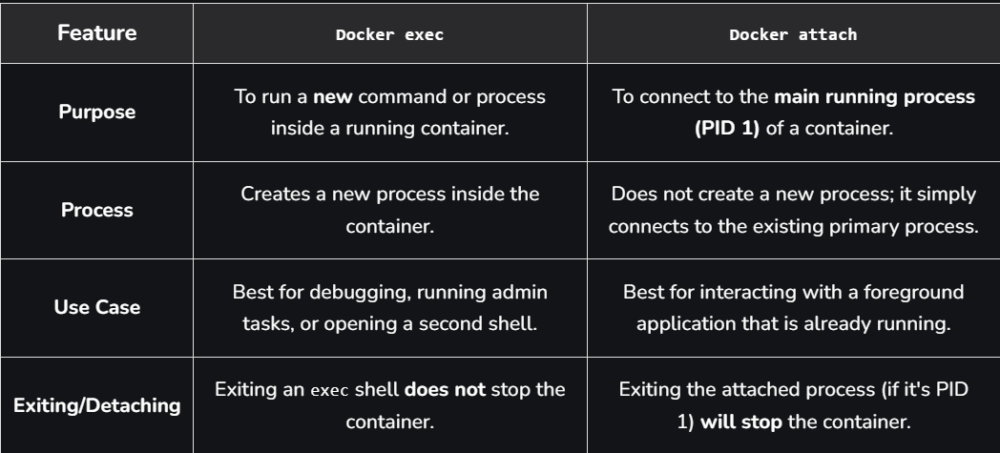 Feature
Docker exec
Docker attach
Purpose
To run a new command or process
inside a running container.
To connect to the main running process
(PID 1) of a container.
Process
Creates a new process inside the
container.
Does not create a new process; it simply
connects to the existing primary process.
Use Case
Best for debugging, running admin
tasks, or opening a second shell.
Best for interacting with a foreground
application that is already running.
Exiting/Detaching
Exiting an exec shell does not stop the
container.
Exiting the attached process (if it's PID
1) will stop the container.